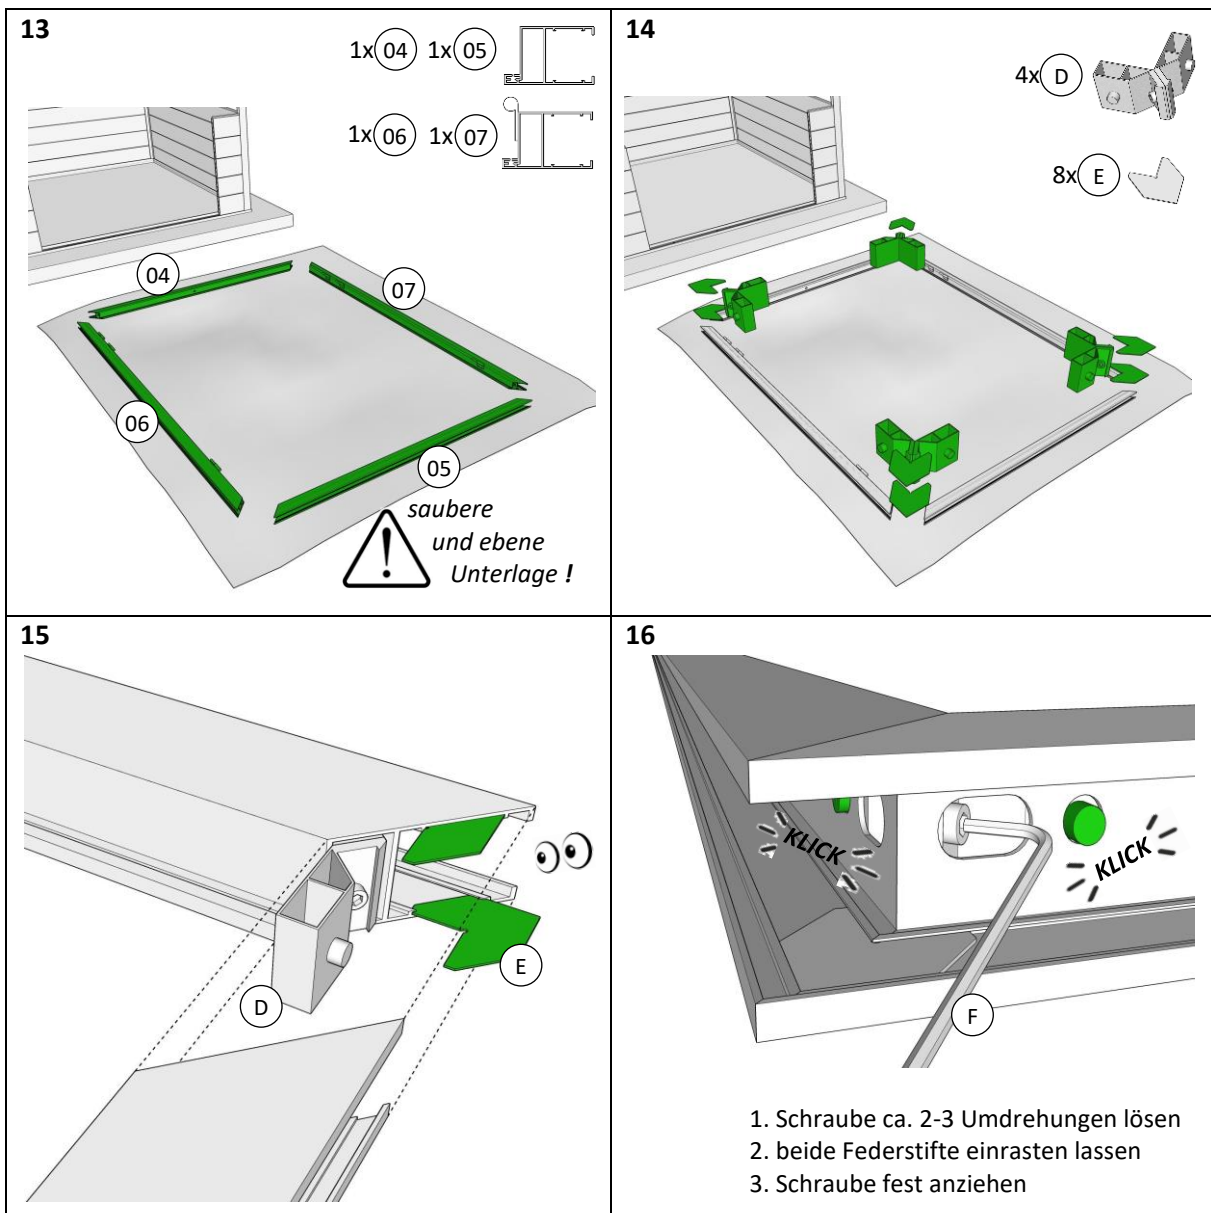 13
1x 04 1x 05
1x 06 1x 07
04
07
06
05
saubere
und ebene
Unterlage !
14
4x D
8x E
15
D
E
16
KLICK
KLICK
F
1. Schraube ca. 2-3 Umdrehungen lösen
2. beide Federstifte einrasten lassen
3. Schraube fest anziehen